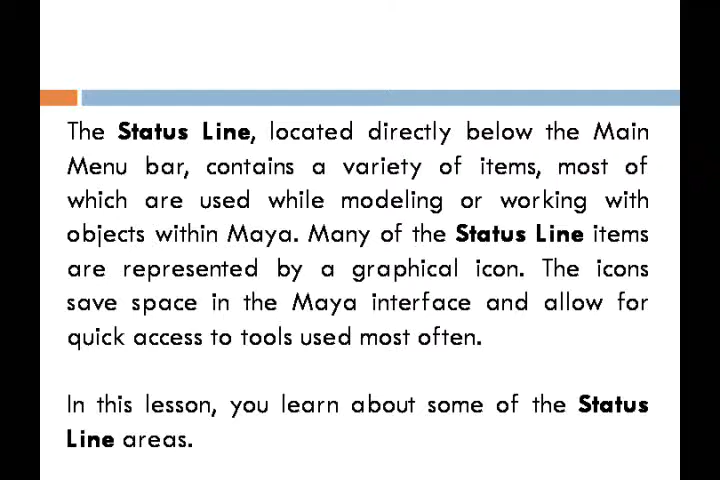 The Status Line, located directly below the Main
Menu bar, contains a variety of items, most of
which are used while modeling or working with
objects within Maya. Many of the Status Line items
are represented by a graphical icon. The icons
save space in the Maya interface and allow for
quick access to tools used most often.
In this lesson, you learn about some of the Status
Line areas.